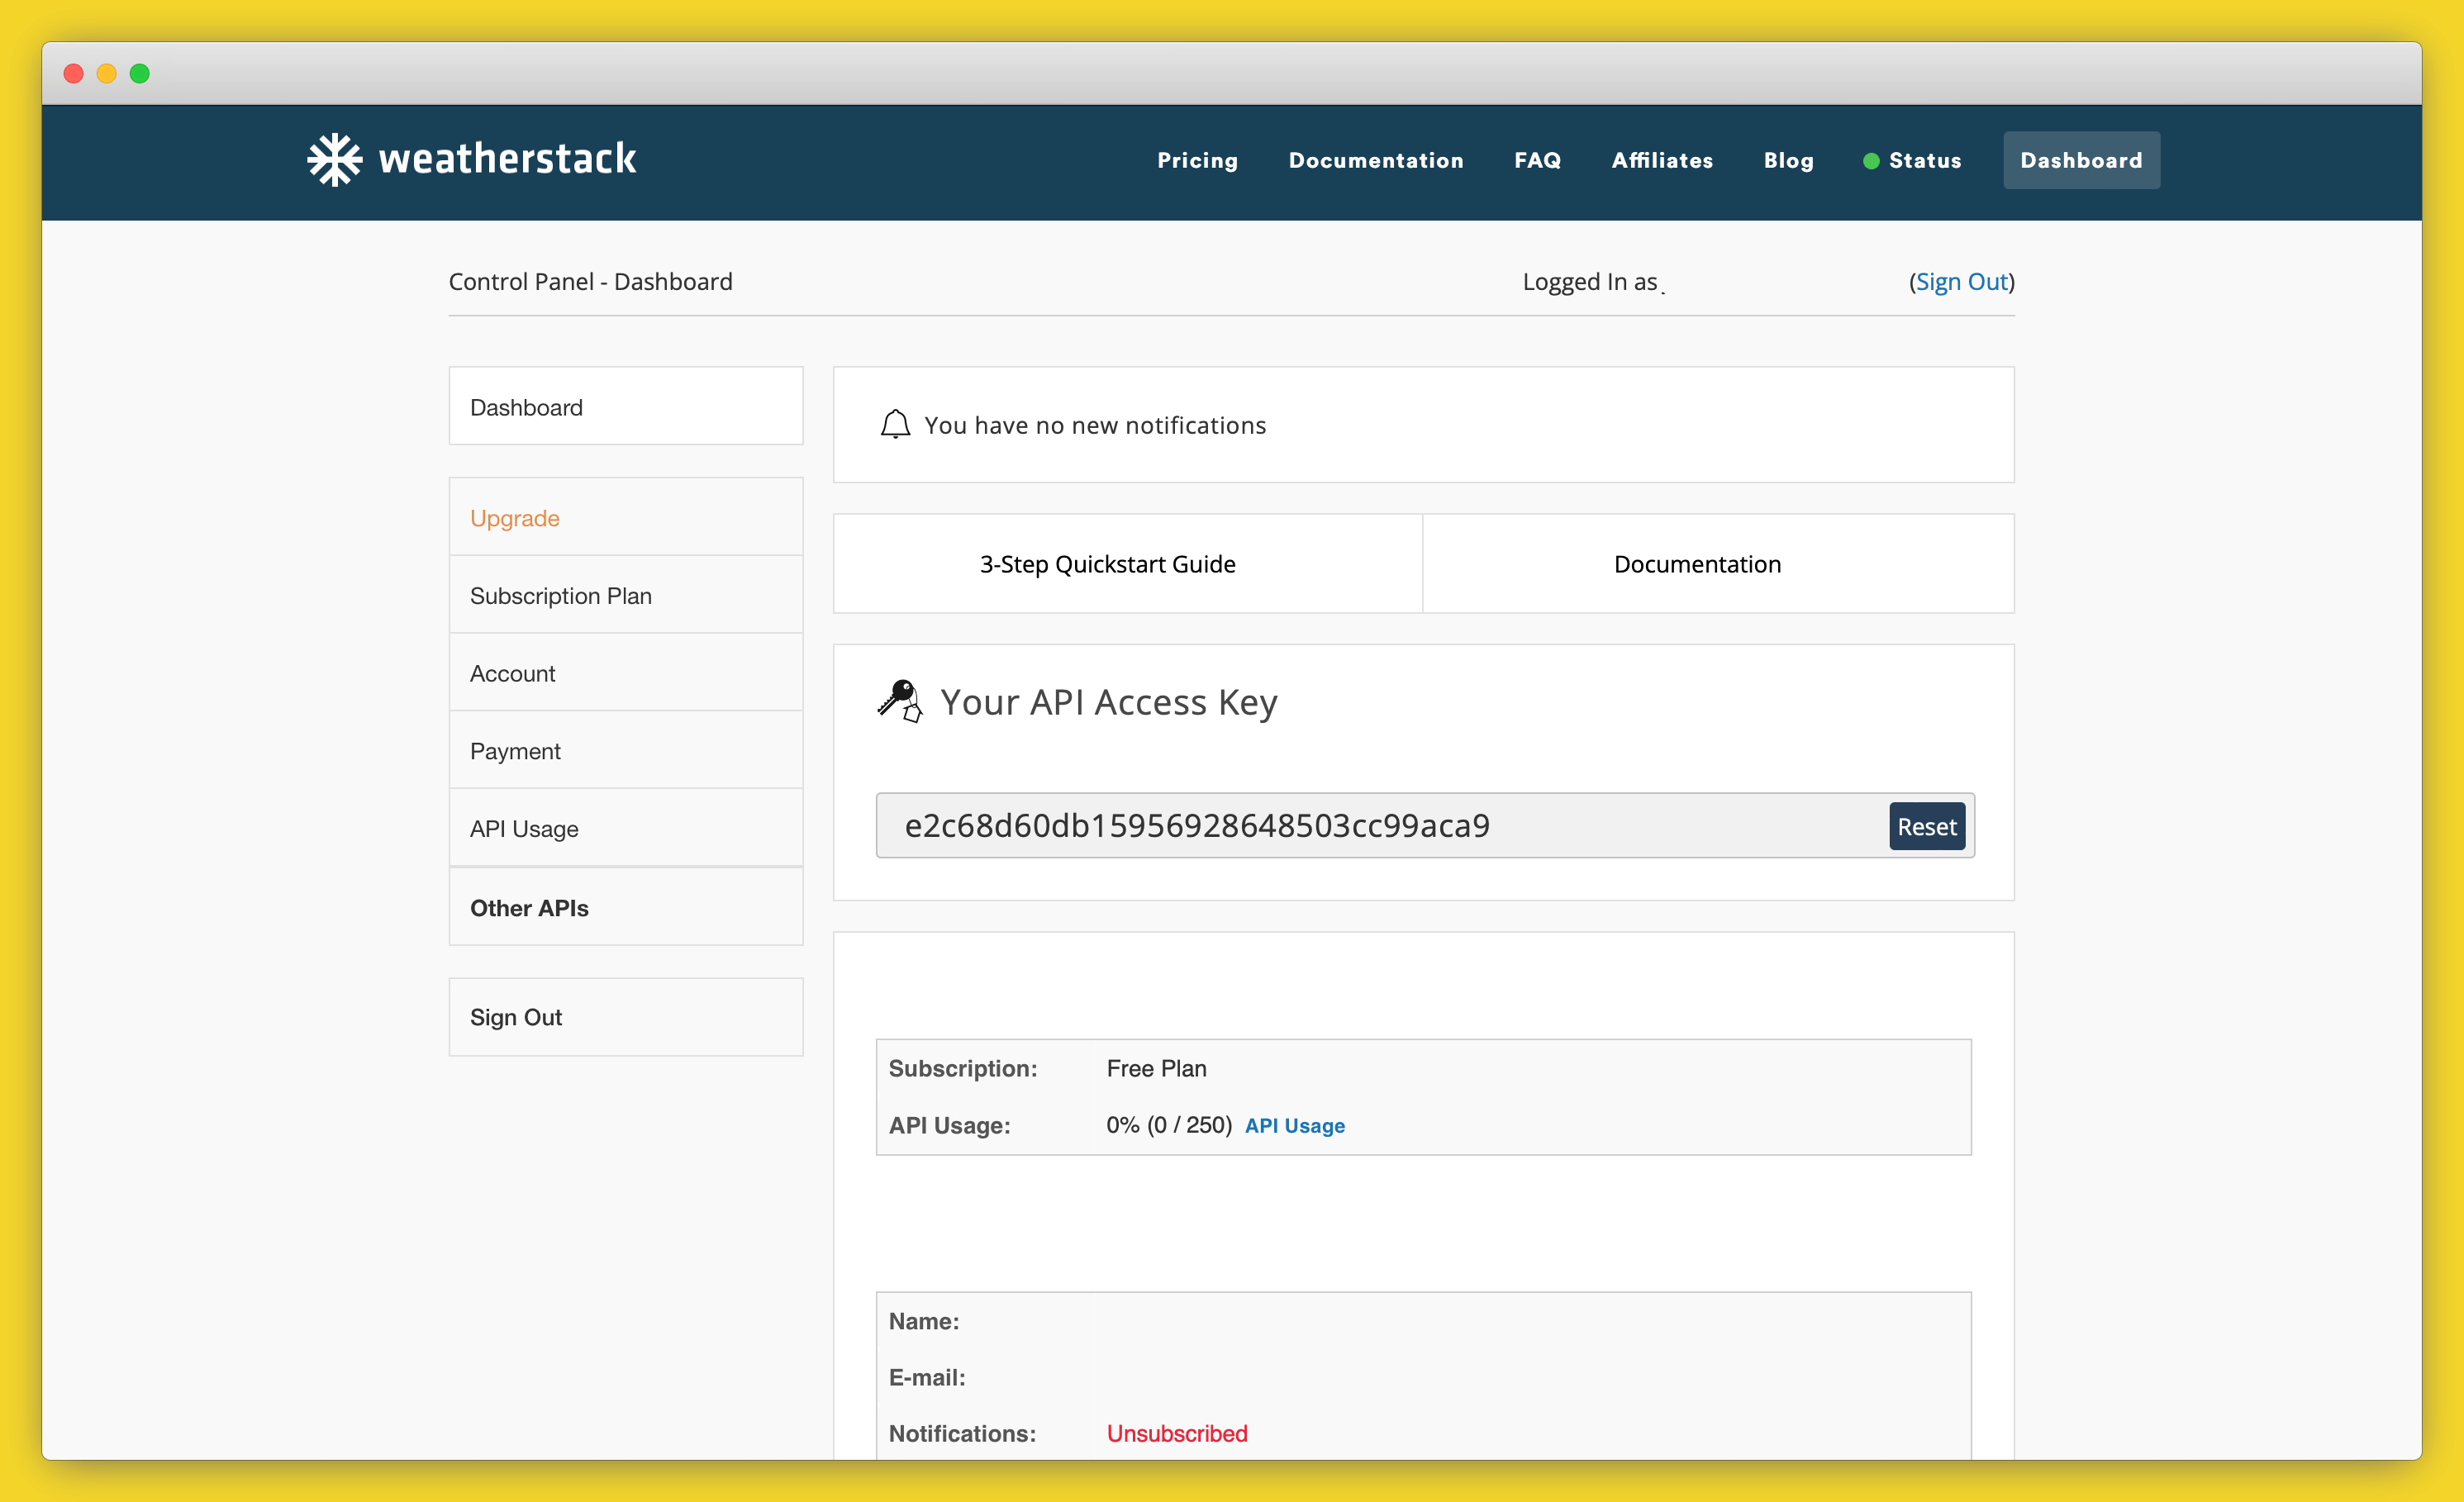 weatherstack
Pricing Documentation FAQ Affiliates Blog Status Dashboard
Control Panel - Dashboard
Logged In as
(Sign Out)
Dashboard
Upgrade
Subscription Plan
Account
Payment
API Usage
Other APIs
Sign Out
You have no new notifications
3-Step Quickstart Guide
Documentation
Your API Access Key
e2c68d60db15956928648503cc99aca9
Reset
Subscription: Free Plan
API Usage: 0% (0 / 250) API Usage
Name:
E-mail:
Notifications: Unsubscribed